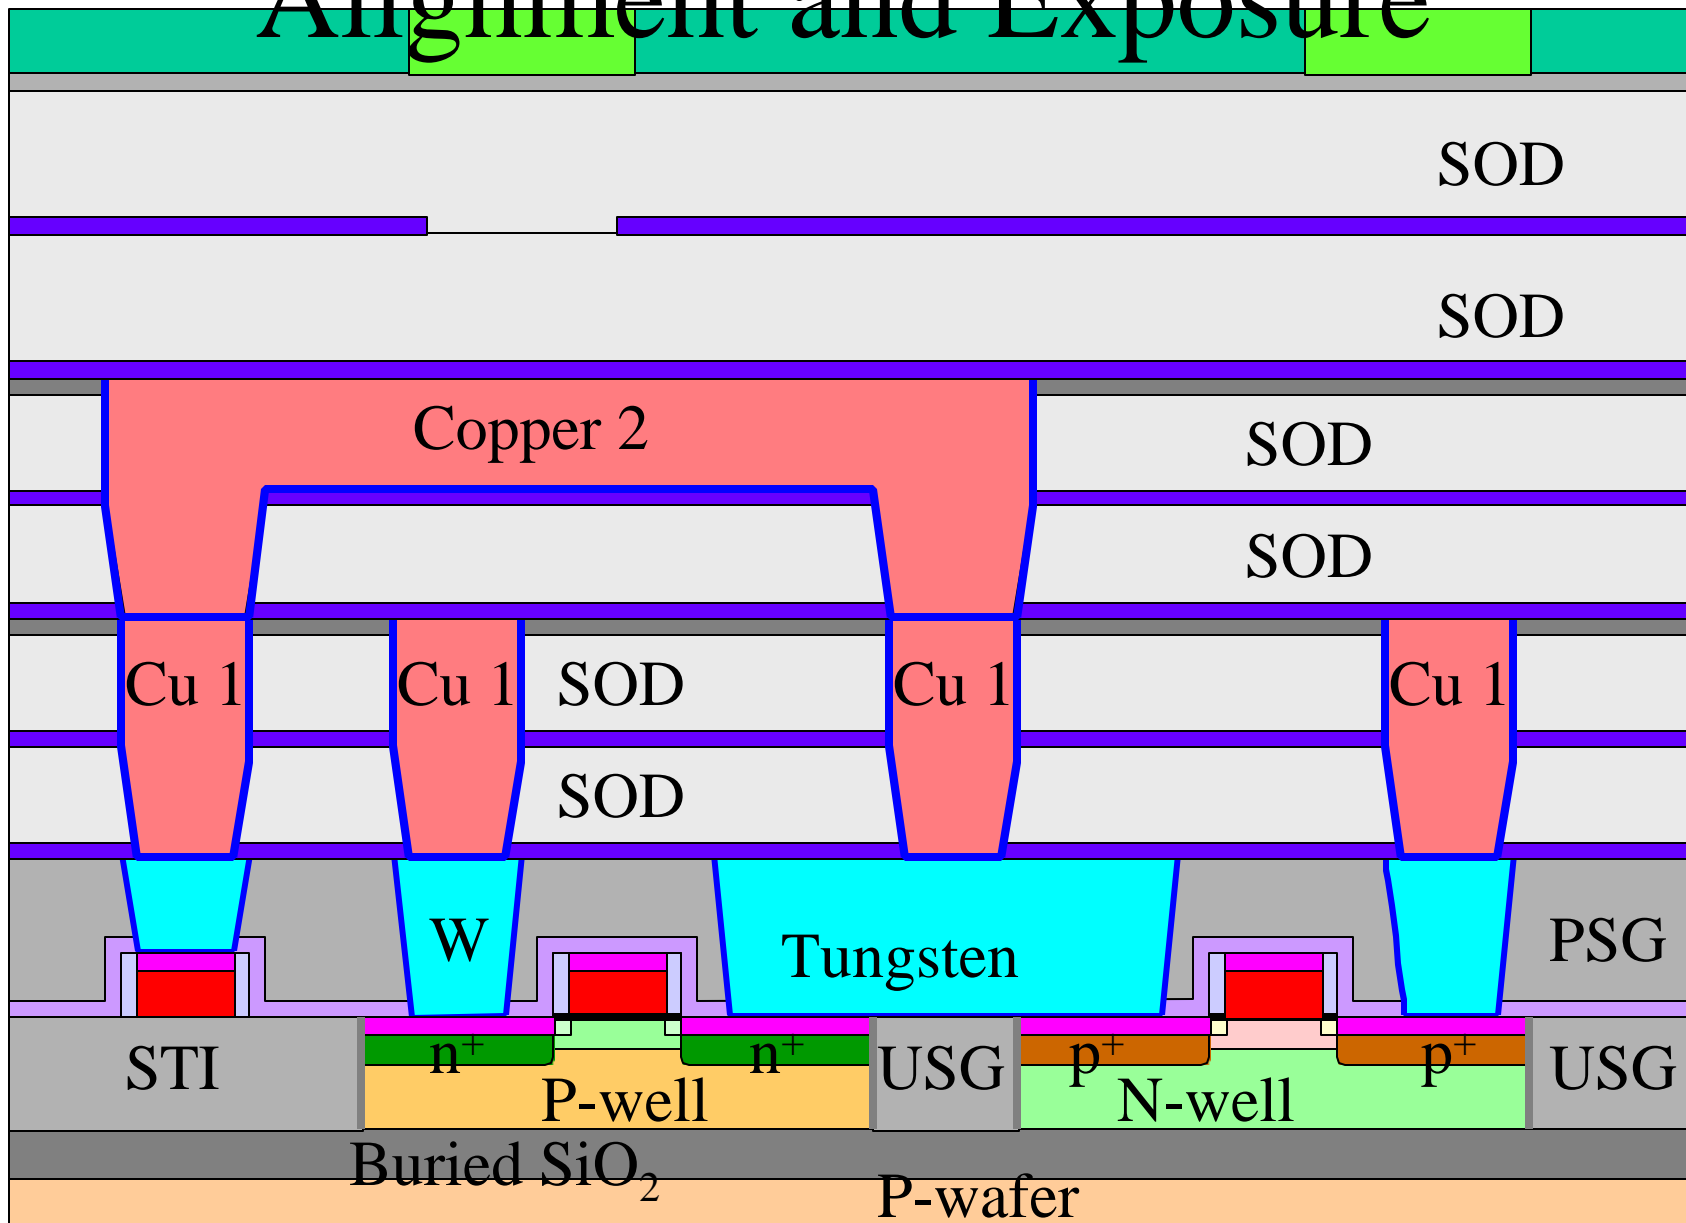 Alignment and Exposure
SOD
SOD
Copper 2
SOD
SOD
Cu 1
Cu 1
SOD
Cu 1
Cu 1
SOD
W
Tungsten
PSG
STI
n⁺
n⁺
USG
p⁺
p⁺
USG
P-well
N-well
Buried SiO₂
P-wafer